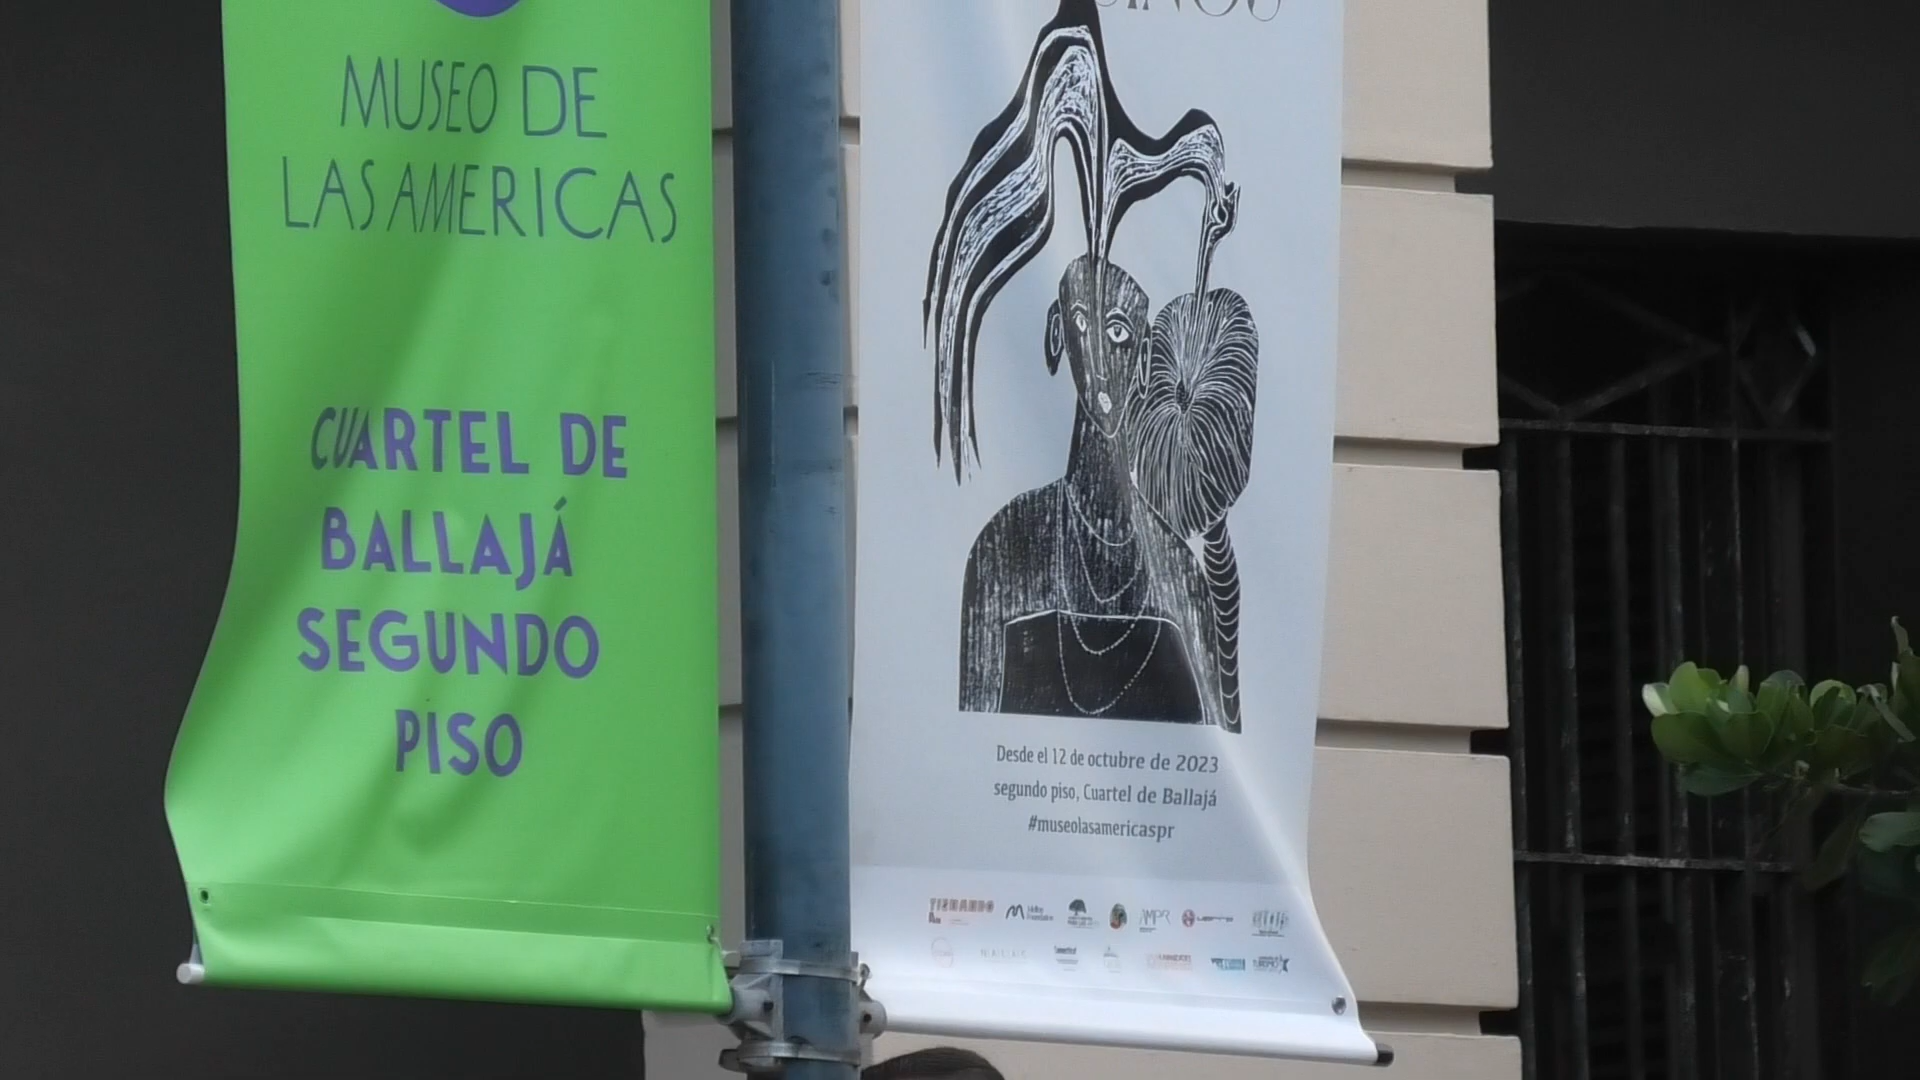 MUSEO DE
LAS AMERICAS
CUARTEL DE
BALLAJÁ
SEGUNDO
PISO
Desde el 12 de octubre de 2023
segundo piso, Cuartel de Ballajá
#museolasamericaspr
AMPR